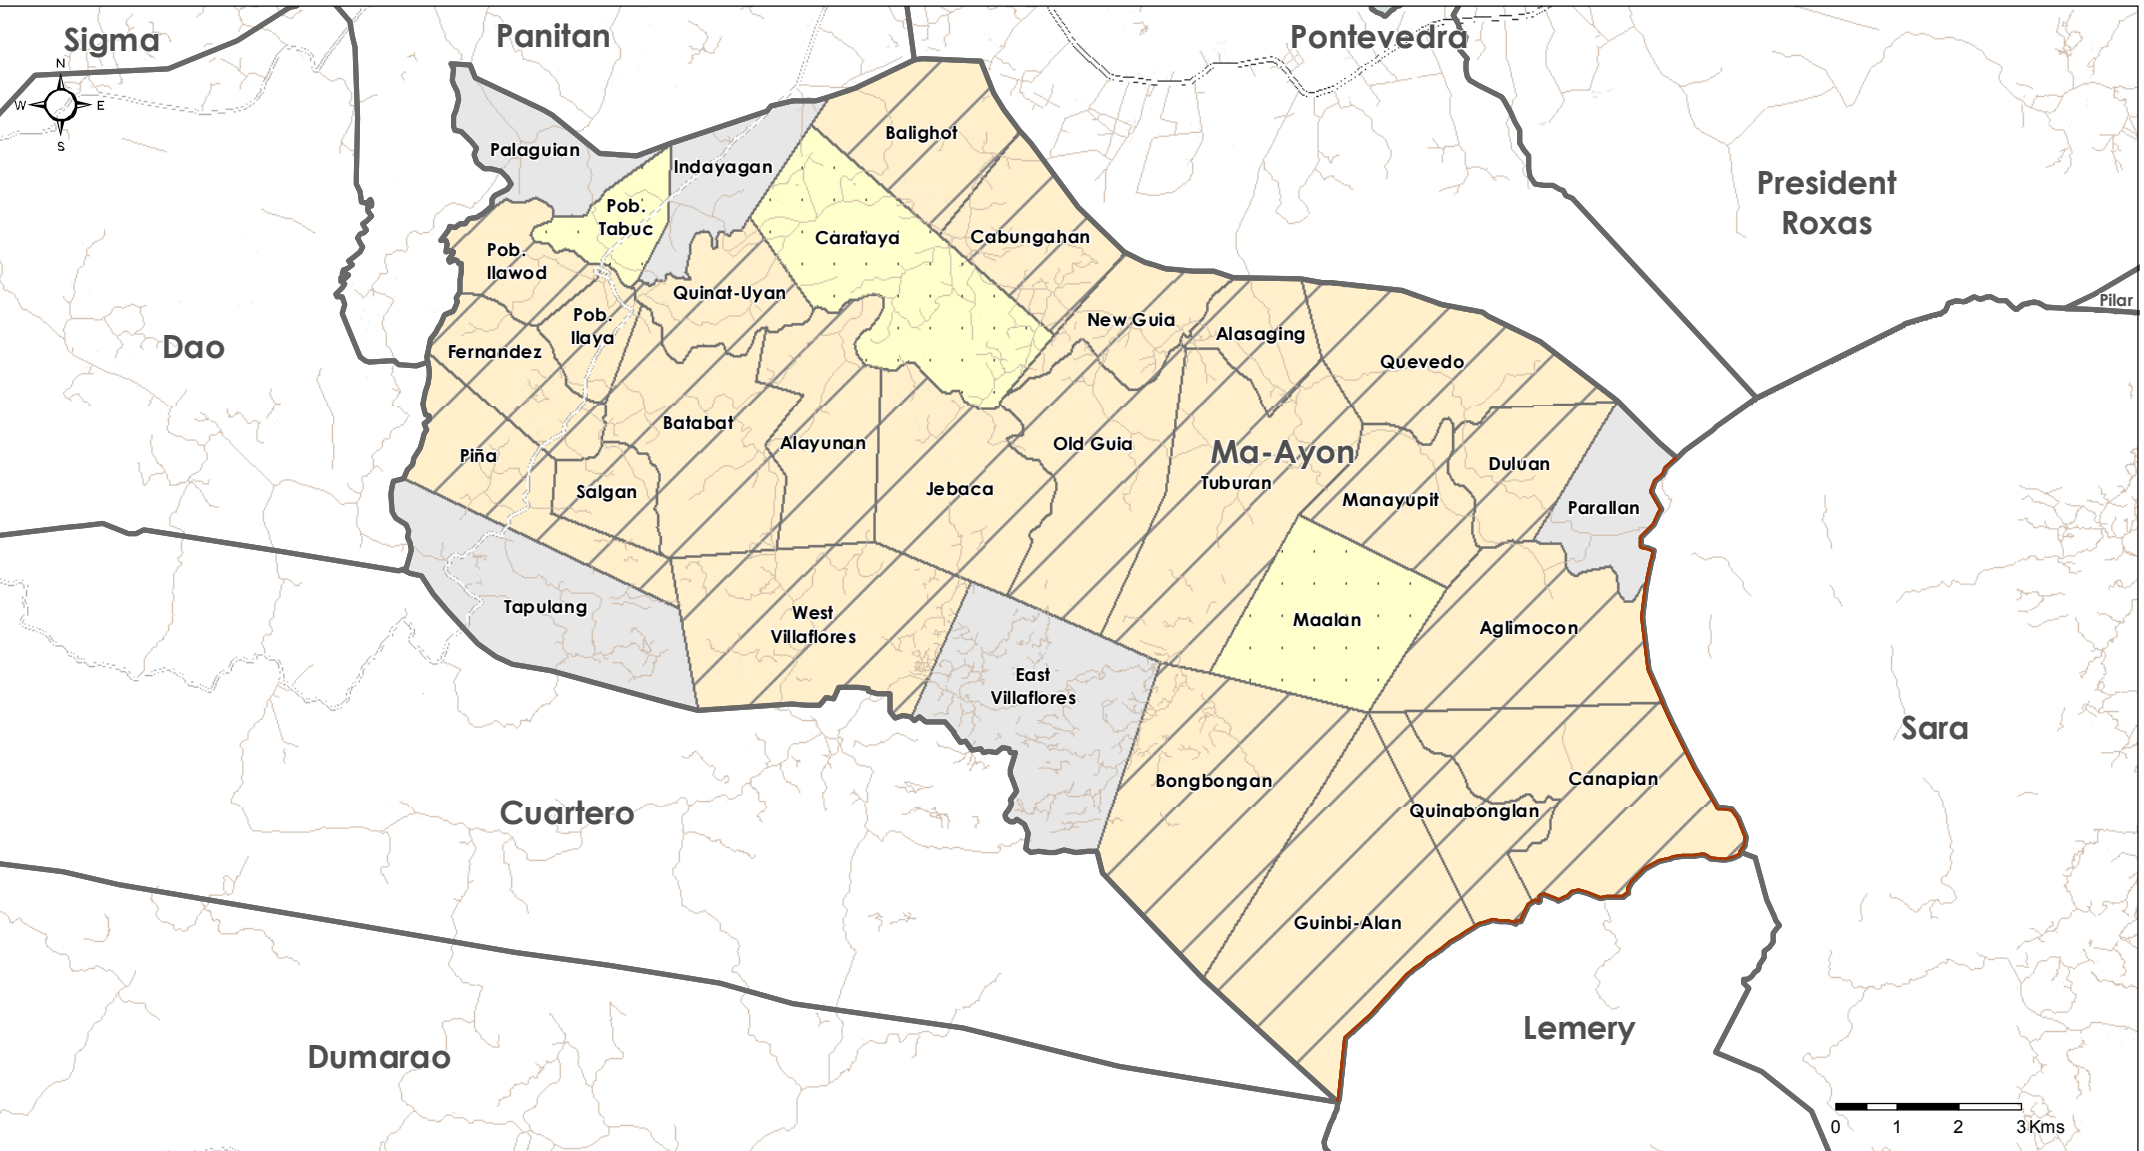 Sigma
Panitan
Pontevedra
N
W
E
S
Balighot
Palaguian
Indayagan
President
Roxas
Pob.
Tabuc
Carataya
Cabungahan
Pob.
Ilawod
Quinat-Uyan
Pilar
Pob.
Ilaya
New Guia
Alasaging
Dao
Fernandez
Quevedo
Batabat
Alayunan
Old Guia
Ma-Ayon
Piña
Duluan
Tuburan
Salgan
Jebaca
Manayupit
Parallan
Tapulang
West
Villaflores
Maalan
Aglimocon
East
Villaflores
Sara
Bongbongan
Canapian
Cuartero
Quinabonglan
Guinbi-Alan
Lemery
Dumarao
0 1 2 3 Kms